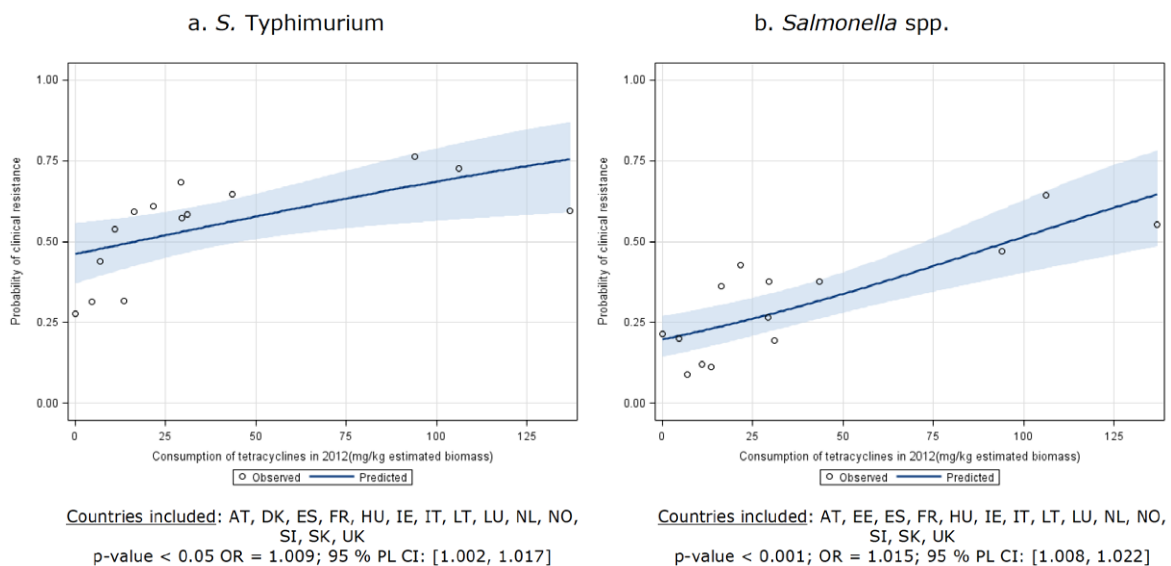 a. S. Typhimurium
1.00
0.75
0.50
0.25
0.00
Probability of clinical resistance
0 25 50 75 100 125
Consumption of tetracyclines in 2012(mg/kg estimated biomass)
Observed Predicted
Countries included: AT, DK, ES, FR, HU, IE, IT, LT, LU, NL, NO,
SI, SK, UK
p-value < 0.05 OR = 1.009; 95 % PL CI: [1.002, 1.017]
b. Salmonella spp.
1.00
0.75
0.50
0.25
0.00
Probability of clinical resistance
0 25 50 75 100 125
Consumption of tetracyclines in 2012(mg/kg estimated biomass)
Observed Predicted
Countries included: AT, EE, ES, FR, HU, IE, IT, LT, LU, NL, NO,
SI, SK, UK
p-value < 0.001; OR = 1.015; 95 % PL CI: [1.008, 1.022]